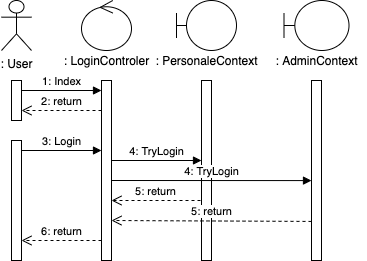 : User
: LoginControler
: PersonaleContext
: AdminContext
1: Index
2: return
3: Login
4: TryLogin
4: TryLogin
5: return
5: return
6: return